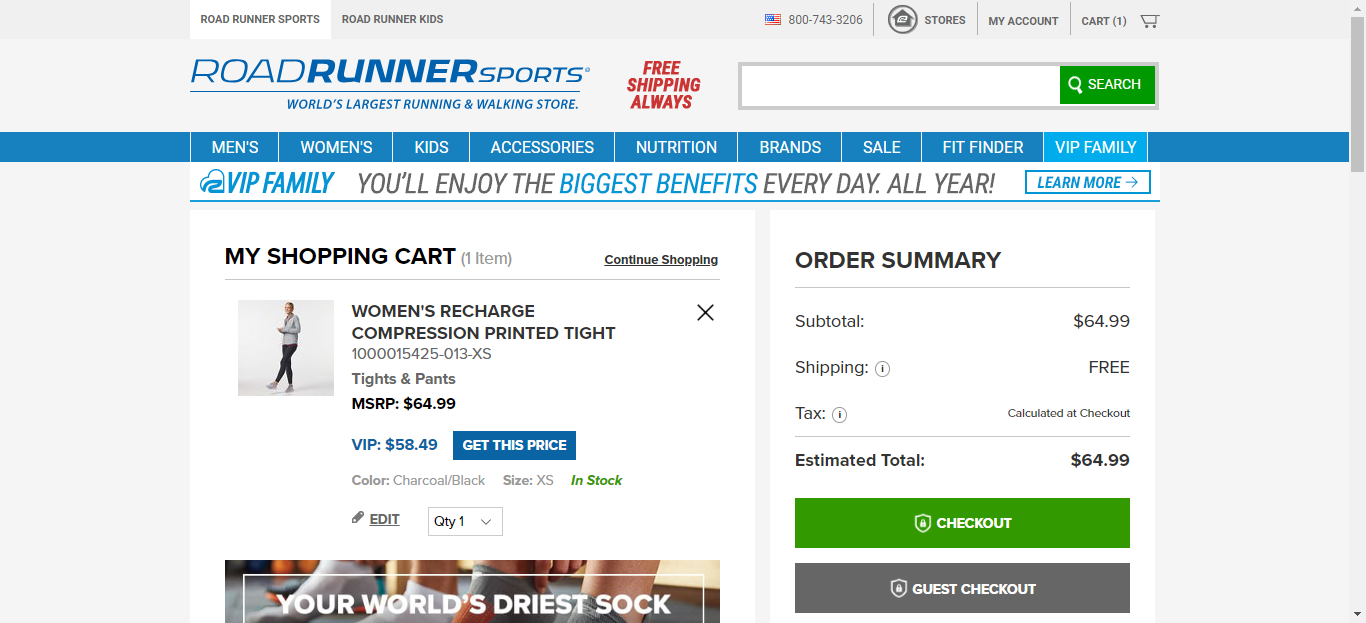 ROAD RUNNER SPORTS
ROAD RUNNER KIDS
800-743-3206
STORES
MY ACCOUNT
CART (1)
ROADRUNNERSPORTS
WORLD'S LARGEST RUNNING & WALKING STORE.
FREE
SHIPPING
ALWAYS
SEARCH
MEN'S
WOMEN'S
KIDS
ACCESSORIES
NUTRITION
BRANDS
SALE
FIT FINDER
VIP FAMILY
VIP FAMILY YOU'LL ENJOY THE BIGGEST BENEFITS EVERY DAY. ALL YEAR! LEARN MORE →
MY SHOPPING CART (1 Item)
Continue Shopping
WOMEN'S RECHARGE
COMPRESSION PRINTED TIGHT
1000015425-013-XS
Tights & Pants
MSRP: $64.99
VIP: $58.49 GET THIS PRICE
Color: Charcoal/Black Size: XS In Stock
EDIT
Qty 1
YOUR WORLD'S DRIEST SOCK
ORDER SUMMARY
Subtotal: $64.99
Shipping: i FREE
Tax: i Calculated at Checkout
Estimated Total: $64.99
CHECKOUT
GUEST CHECKOUT